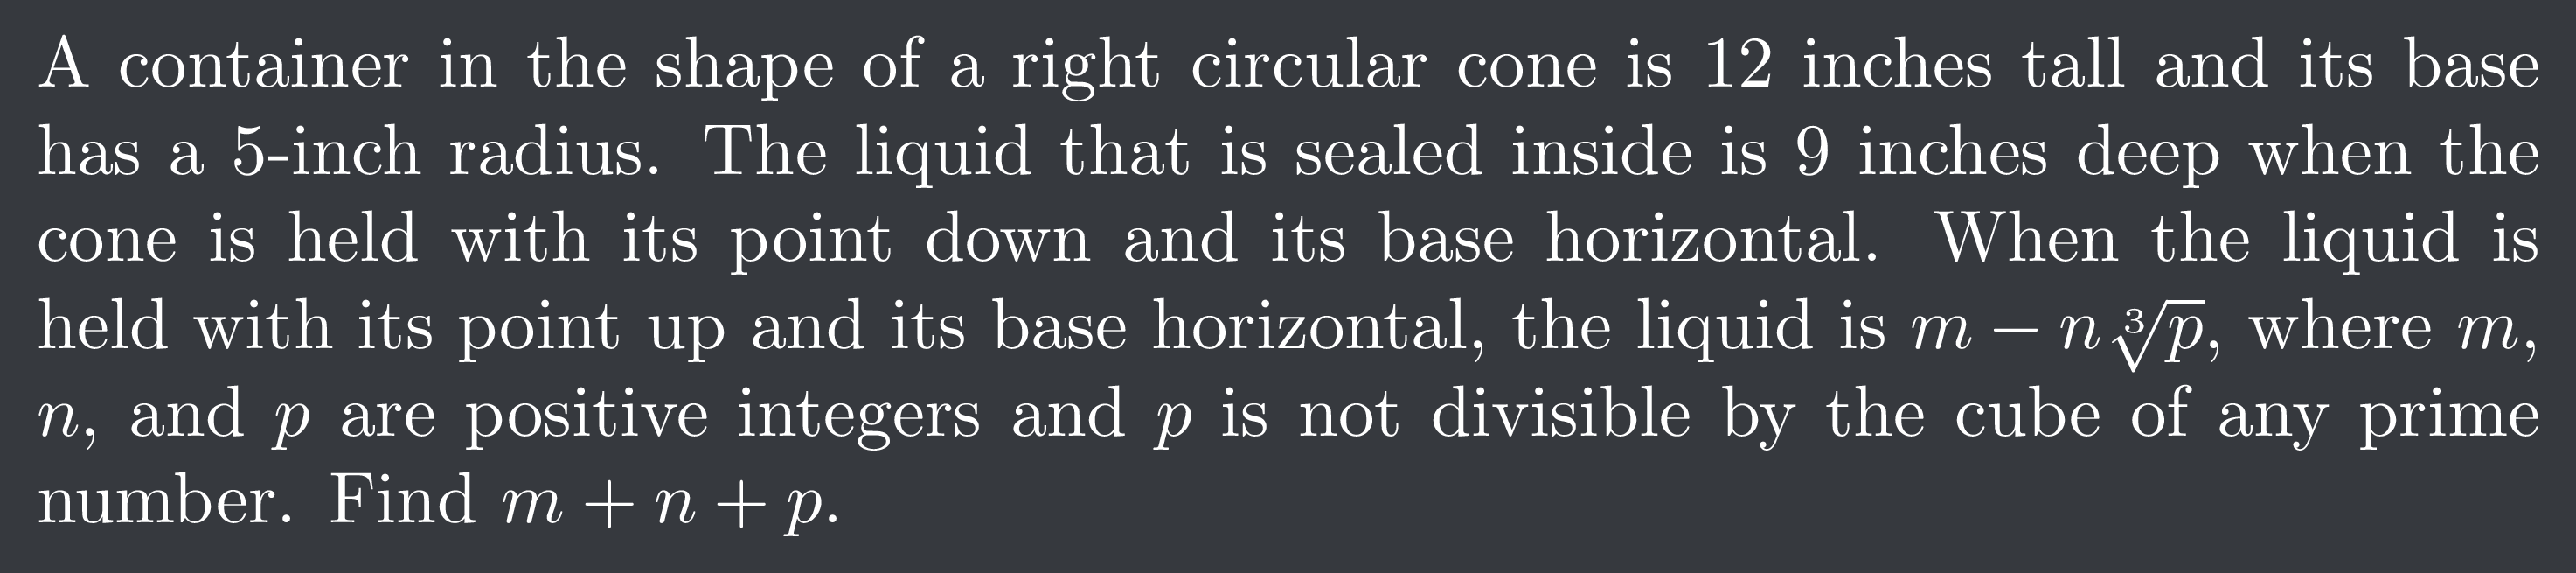 A container in the shape of a right circular cone is 12 inches tall and its base
has a 5-inch radius. The liquid that is sealed inside is 9 inches deep when the
cone is held with its point down and its base horizontal. When the liquid is
held with its point up and its base horizontal, the liquid is $m - n\sqrt[3]{p}$, where $m$,
$n$, and $p$ are positive integers and $p$ is not divisible by the cube of any prime
number. Find $m + n + p$.